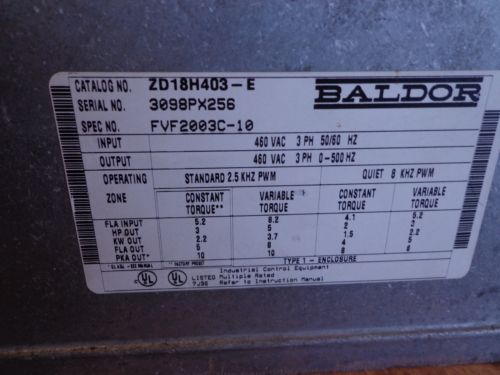 CATALOG NO. ZD18H403-E
BALDOR
SERIAL NO. 3098PX256
SPEC NO. FVF2003C-10
INPUT 460 VAC 3 PH 50/60 HZ
OUTPUT 460 VAC 3 PH 0-500 HZ
OPERATING STANDARD 2.5 KHZ PWM QUIET 8 KHZ PWM
ZONE CONSTANT TORQUE** VARIABLE TORQUE CONSTANT TORQUE VARIABLE TORQUE
FLA INPUT 5.2 8.2 4.1 5.2
HP OUT 3 5 2 3
KW OUT 2.2 3.7 1.5 2.2
FLA OUT 5 8 4 5
PKA OUT* 10 10 8 6
** FACTORY PRESET
TYPE 1 - ENCLOSURE
UL UL
LISTED
Industrial Control Equipment
Multiple Rated
Refer to Instruction Manual